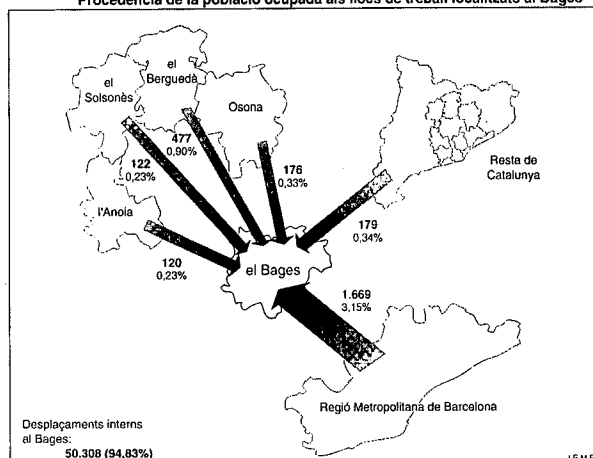 Procedència de la població ocupada als llocs de treball localitzats al Bages
el
Solsonès
el
Berguedà
Osona
Resta de
Catalunya
l'Anoia
122
0,23%
477
0,90%
176
0,33%
179
0,34%
120
0,23%
el Bages
1.669
3,15%
Regió Metropolitana de Barcelona
Desplaçaments interns
al Bages:
50.308 (94,83%)